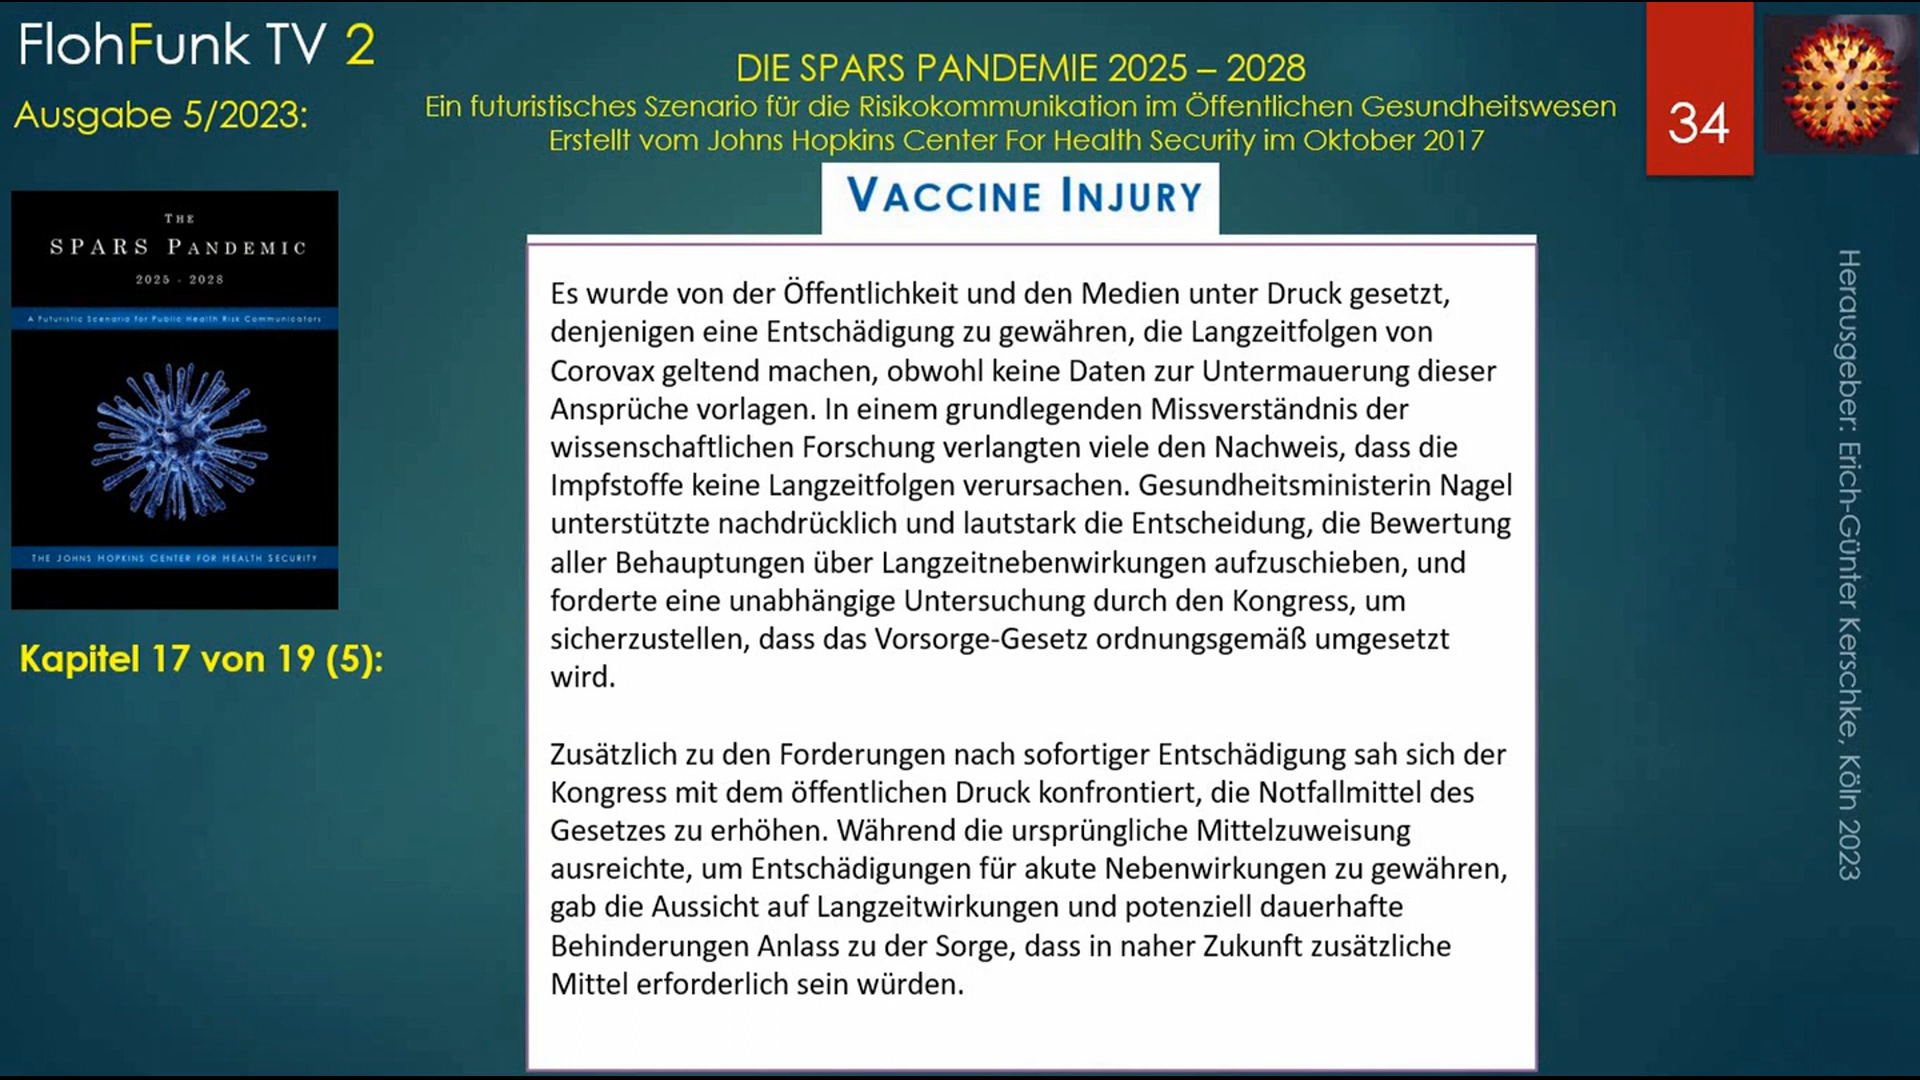 FlohFunk TV 2
Ausgabe 5/2023:
DIE SPARS PANDEMIE 2025 – 2028
Ein futuristisches Szenario für die Risikokommunikation im Öffentlichen Gesundheitswesen
Erstellt vom Johns Hopkins Center For Health Security im Oktober 2017
34
VACCINE INJURY
THE
SPARS PANDEMIC
2025 - 2028
A Futuristic Scenario for Public Health Risk Communicators
THE JOHNS HOPKINS CENTER FOR HEALTH SECURITY
Kapitel 17 von 19 (5):
Es wurde von der Öffentlichkeit und den Medien unter Druck gesetzt,
denjenigen eine Entschädigung zu gewähren, die Langzeitfolgen von
Corovax geltend machen, obwohl keine Daten zur Untermauerung dieser
Ansprüche vorlagen. In einem grundlegenden Missverständnis der
wissenschaftlichen Forschung verlangten viele den Nachweis, dass die
Impfstoffe keine Langzeitfolgen verursachen. Gesundheitsministerin Nagel
unterstützte nachdrücklich und lautstark die Entscheidung, die Bewertung
aller Behauptungen über Langzeitnebenwirkungen aufzuschieben, und
forderte eine unabhängige Untersuchung durch den Kongress, um
sicherzustellen, dass das Vorsorge-Gesetz ordnungsgemäß umgesetzt
wird.
Zusätzlich zu den Forderungen nach sofortiger Entschädigung sah sich der
Kongress mit dem öffentlichen Druck konfrontiert, die Notfallmittel des
Gesetzes zu erhöhen. Während die ursprüngliche Mittelzuweisung
ausreichte, um Entschädigungen für akute Nebenwirkungen zu gewähren,
gab die Aussicht auf Langzeitwirkungen und potenziell dauerhafte
Behinderungen Anlass zu der Sorge, dass in naher Zukunft zusätzliche
Mittel erforderlich sein würden.
Herausgeber: Erich-Günter Kerschke, Köln 2023